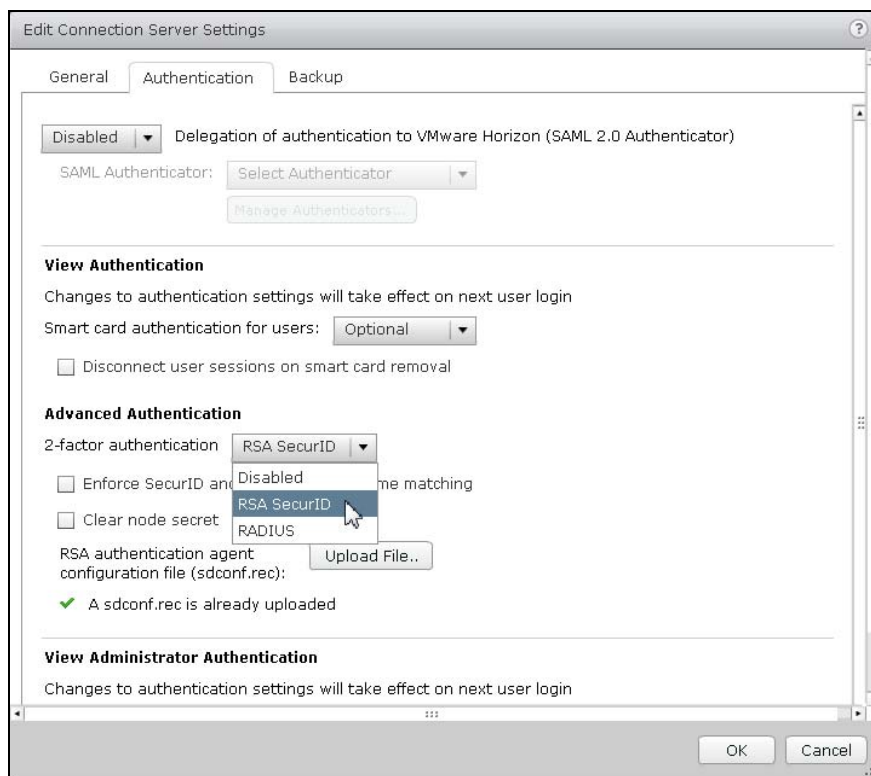 Edit Connection Server Settings
?
General Authentication Backup
Disabled Delegation of authentication to VMware Horizon (SAML 2.0 Authenticator)
SAML Authenticator: Select Authenticator
Manage Authenticators...
View Authentication
Changes to authentication settings will take effect on next user login
Smart card authentication for users: Optional
Disconnect user sessions on smart card removal
Advanced Authentication
2-factor authentication RSA SecurID
Disabled
Enforce SecurID and me matching
RSA SecurID
Clear node secret
RADIUS
RSA authentication agent
configuration file (sdconf.rec):
Upload File..
A sdconf.rec is already uploaded
View Administrator Authentication
Changes to authentication settings will take effect on next user login
OK Cancel